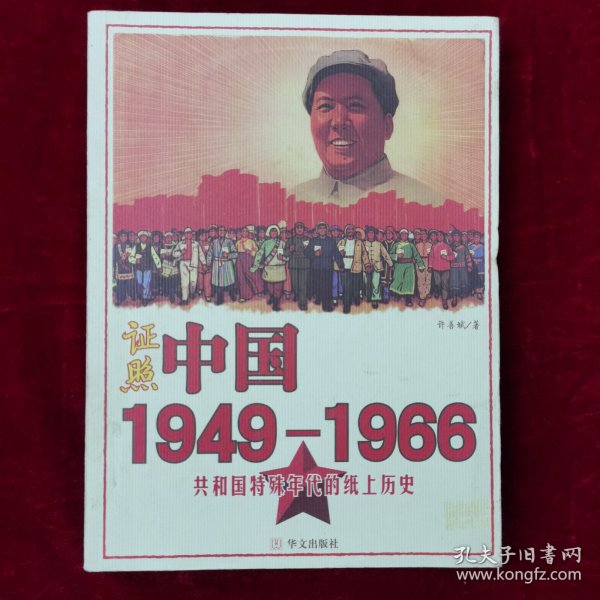 许善斌/著
证照
中国
1949-1966
共和国特殊年代的纸上历史
华文出版社
孔夫子旧书网
www.kongfz.com